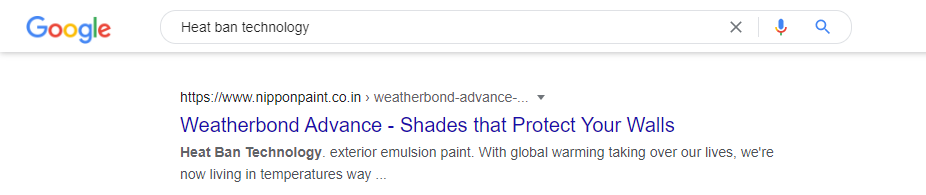 Google
Heat ban technology
https://www.nipponpaint.co.in › weatherbond-advance-...
Weatherbond Advance - Shades that Protect Your Walls
Heat Ban Technology. exterior emulsion paint. With global warming taking over our lives, we're
now living in temperatures way ...